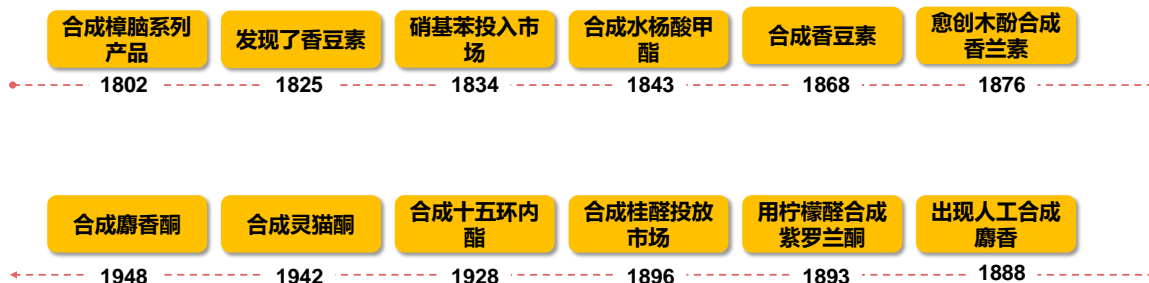 合成樟脑系列
产品
发现了香豆素
硝基苯投入市
场
合成水杨酸甲
酯
合成香豆素
愈创木酚合成
香兰素
1802
1825
1834
1843
1868
1876
合成麝香酮
合成灵猫酮
合成十五环内
酯
合成桂醛投放
市场
用柠檬醛合成
紫罗兰酮
出现人工合成
麝香
1948
1942
1928
1896
1893
1888